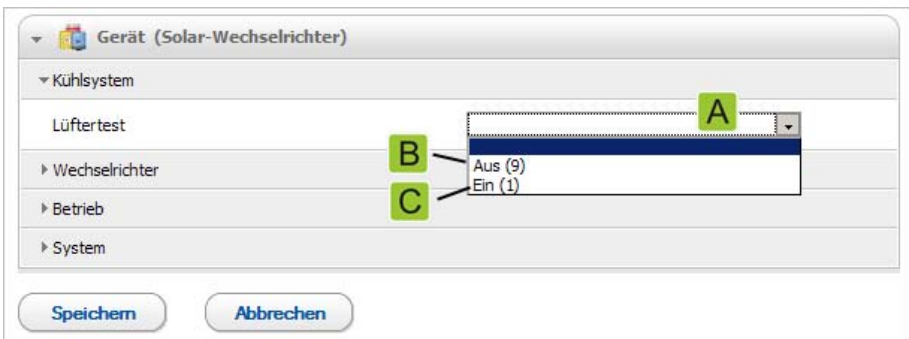 Gerät (Solar-Wechselrichter)
Kühlsystem
Lüftertest
A
B
Aus (9)
C
Ein (1)
Wechselrichter
Betrieb
System
Speichern
Abbrechen